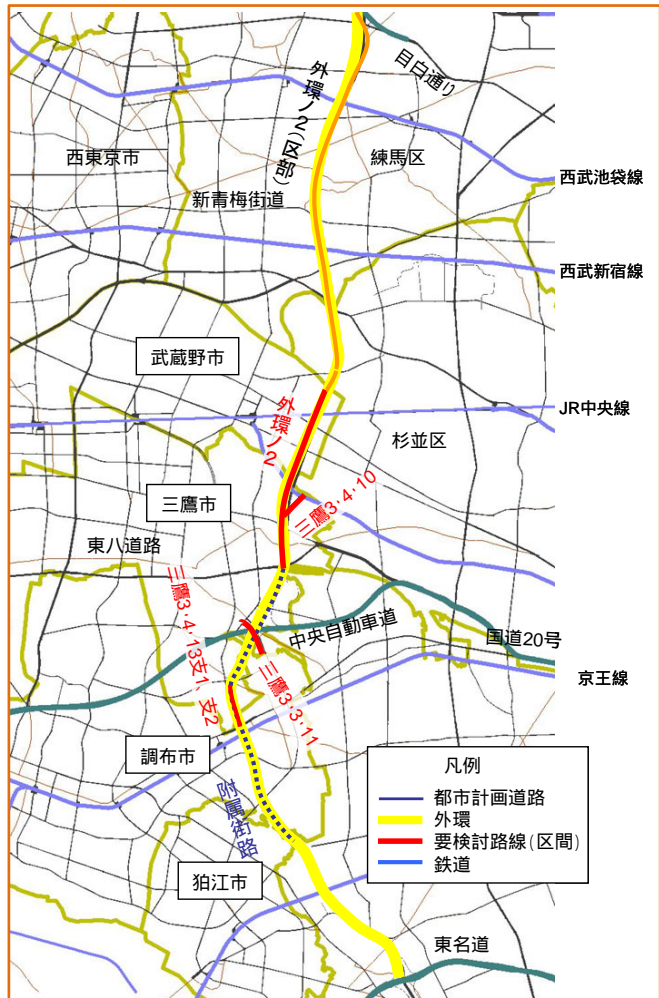 目白通り
外環ノ2(区部)
西東京市
練馬区
西武池袋線
新青梅街道
西武新宿線
武蔵野市
JR中央線
外環ノ2
杉並区
三鷹市
三鷹3・4・10
東八道路
三鷹3・4・13支1、支2
中央自動車道
国道20号
三鷹3・3・11
京王線
調布市
附属街路
凡例
都市計画道路
外環
要検討路線(区間)
鉄道
狛江市
東名道